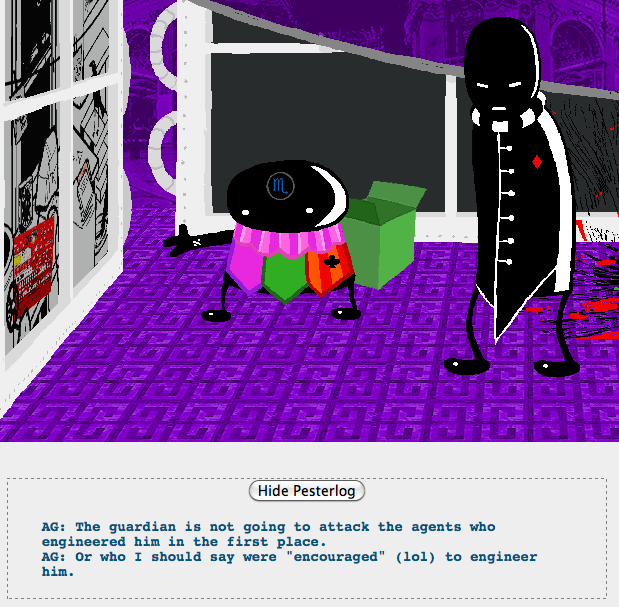 ♏
Hide Pesterlog
AG: The guardian is not going to attack the agents who
engineered him in the first place.
AG: Or who I should say were "encouraged" (lol) to engineer
him.